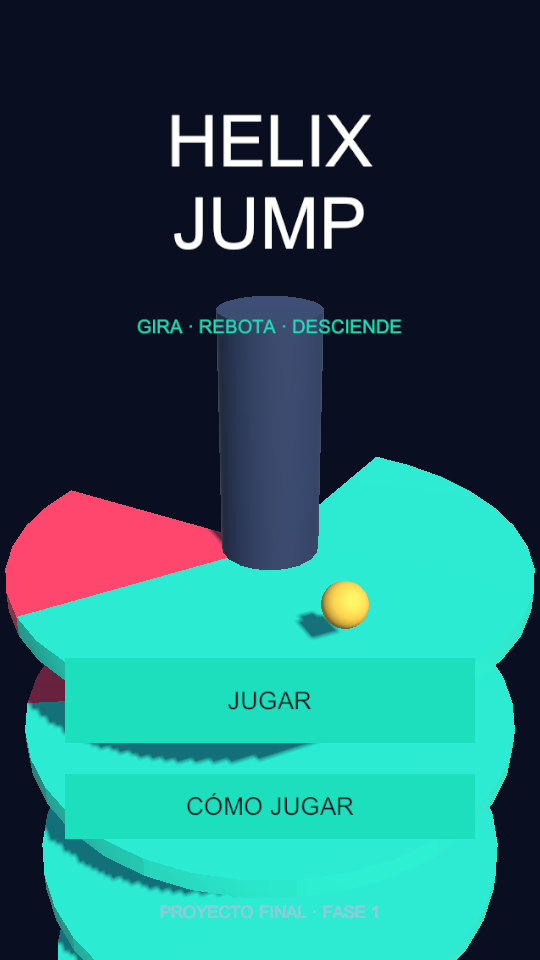 HELIX
JUMP
GIRA · REBOTA · DESCIENDE
JUGAR
CÓMO JUGAR
PROYECTO FINAL · FASE 1